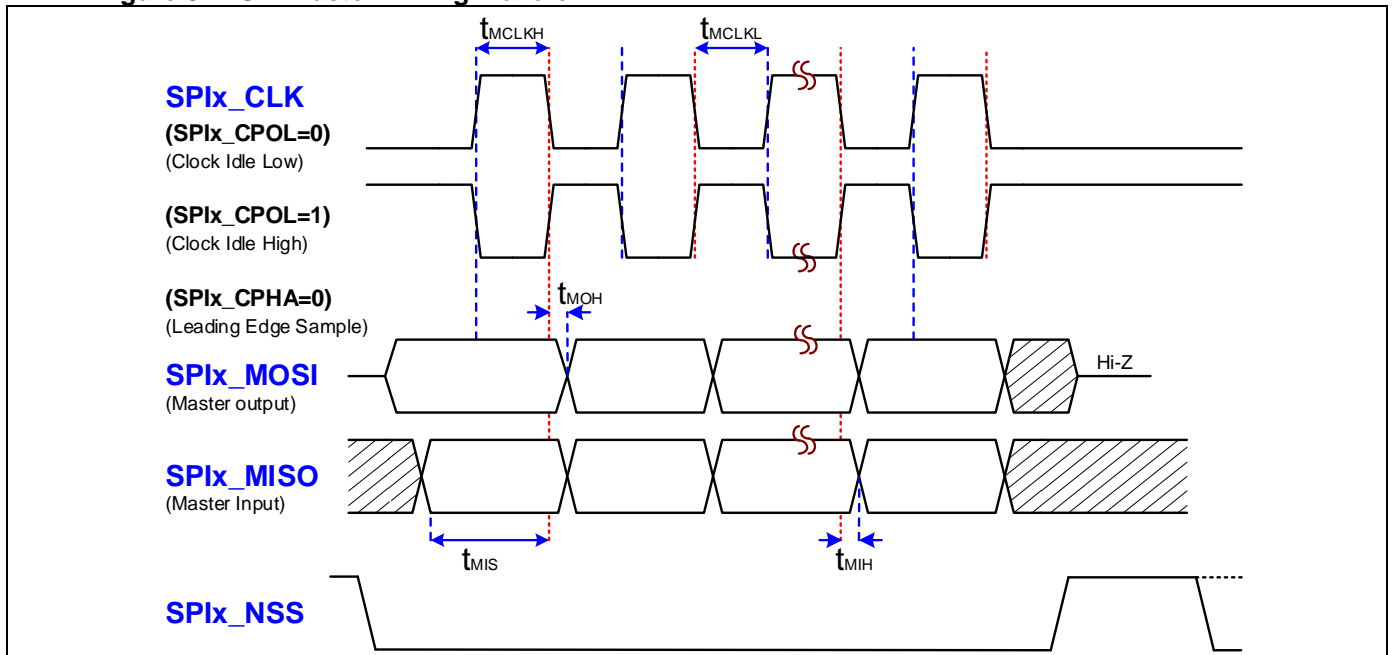 tMCLKH
tMCLKL
SPIx_CLK
(SPIx_CPOL=0)
(Clock Idle Low)
(SPIx_CPOL=1)
(Clock Idle High)
(SPIx_CPHA=0)
(Leading Edge Sample)
tMOH
SPIx_MOSI
(Master output)
Hi-Z
SPIx_MISO
(Master Input)
tMIS
tMIH
SPIx_NSS